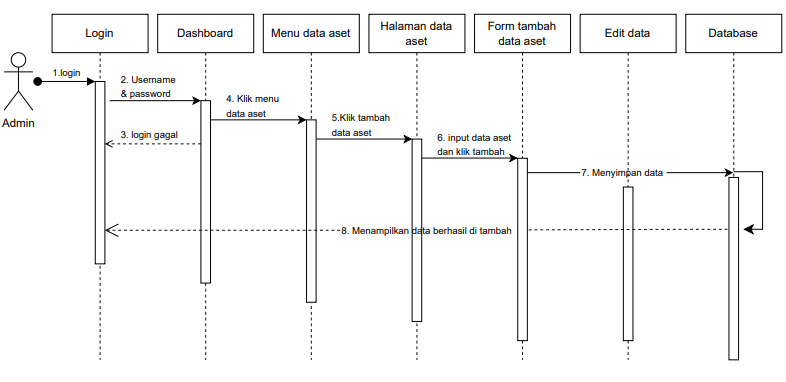 Login
Dashboard
Menu data aset
Halaman data
aset
Form tambah
data aset
Edit data
Database
Admin
1.login
2. Username
& password
3. login gagal
4. Klik menu
data aset
5.Klik tambah
data aset
6. input data aset
dan klik tambah
7. Menyimpan data
8. Menampilkan data berhasil di tambah